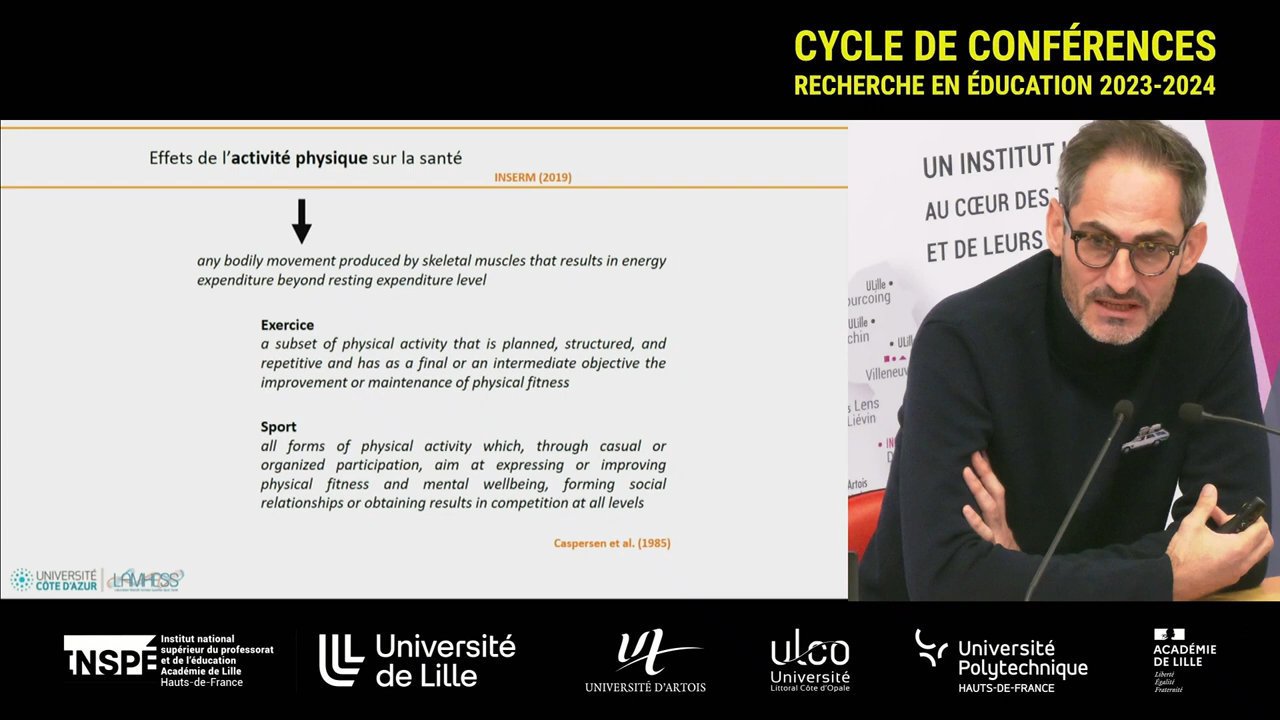 CYCLE DE CONFÉRENCES
RECHERCHE EN ÉDUCATION 2023-2024
Effets de l'activité physique sur la santé
INSERM (2019)
any bodily movement produced by skeletal muscles that results in energy
expenditure beyond resting expenditure level
Exercice
a subset of physical activity that is planned, structured, and
repetitive and has as a final or an intermediate objective the
improvement or maintenance of physical fitness
Sport
all forms of physical activity which, through casual or
organized participation, aim at expressing or improving
physical fitness and mental wellbeing, forming social
relationships or obtaining results in competition at all levels
Caspersen et al. (1985)
UNIVERSITÉ
CÔTE D'AZUR
LAMHESS
UN INSTITUT
AU CŒUR DES
ET DE LEURS
ULille
ourcoing
ULille
chin
Villeneuv
Lens
Liévin
Artois
INSPÉ
Institut national
supérieur du professorat
et de l'éducation
Académie de Lille
Hauts-de-France
Université
de Lille
UA
UNIVERSITÉ D'ARTOIS
ulco
Université
Littoral Côte d'Opale
Université
Polytechnique
HAUTS-DE-FRANCE
ACADÉMIE
DE LILLE
Liberté
Égalité
Fraternité